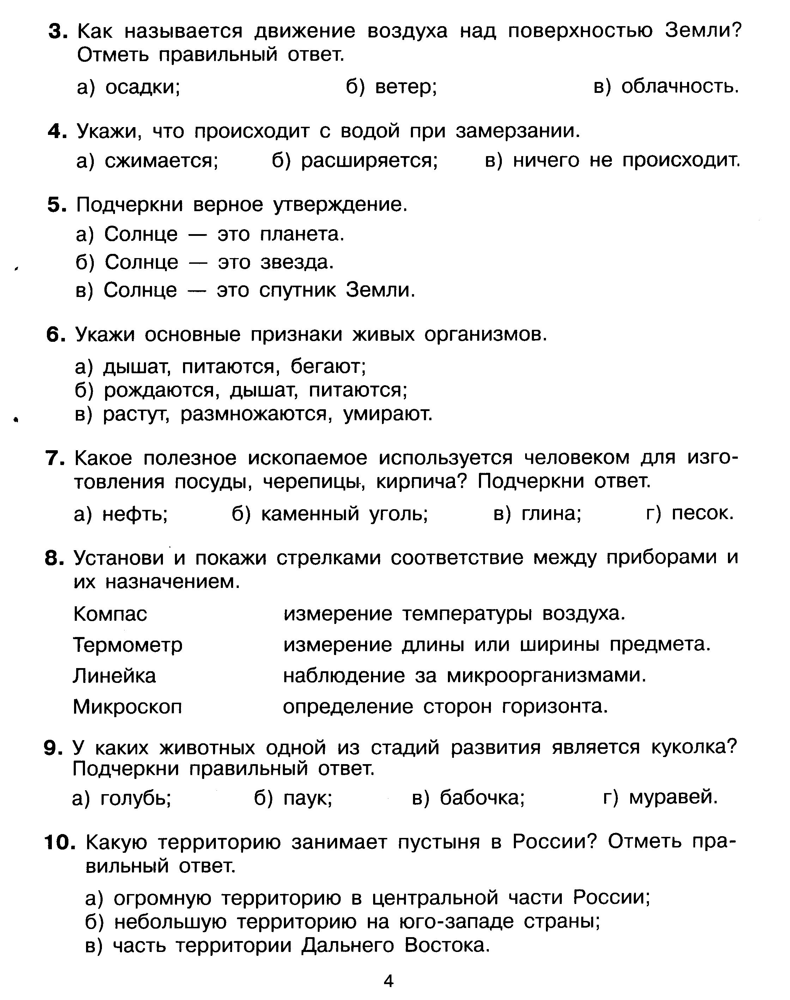 3. Как называется движение воздуха над поверхностью Земли?
Отметь правильный ответ.
а) осадки; б) ветер; в) облачность.
4. Укажи, что происходит с водой при замерзании.
а) сжимается; б) расширяется; в) ничего не происходит.
5. Подчеркни верное утверждение.
а) Солнце — это планета.
б) Солнце — это звезда.
в) Солнце — это спутник Земли.
6. Укажи основные признаки живых организмов.
а) дышат, питаются, бегают;
б) рождаются, дышат, питаются;
в) растут, размножаются, умирают.
7. Какое полезное ископаемое используется человеком для изго-
товления посуды, черепицы, кирпича? Подчеркни ответ.
а) нефть; б) каменный уголь; в) глина; г) песок.
8. Установи и покажи стрелками соответствие между приборами и
их назначением.
Компас измерение температуры воздуха.
Термометр измерение длины или ширины предмета.
Линейка наблюдение за микроорганизмами.
Микроскоп определение сторон горизонта.
9. У каких животных одной из стадий развития является куколка?
Подчеркни правильный ответ.
а) голубь; б) паук; в) бабочка; г) муравей.
10. Какую территорию занимает пустыня в России? Отметь пра-
вильный ответ.
а) огромную территорию в центральной части России;
б) небольшую территорию на юго-западе страны;
в) часть территории Дальнего Востока.
4